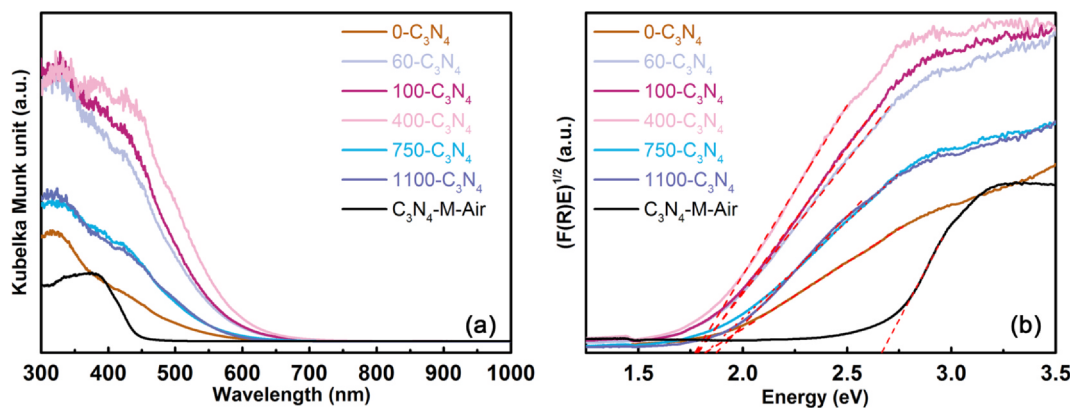 Kubelka Munk unit (a.u.)
0-C₃N₄
60-C₃N₄
100-C₃N₄
400-C₃N₄
750-C₃N₄
1100-C₃N₄
C₃N₄-M-Air
(a)
300 400 500 600 700 800 900 1000
Wavelength (nm)
(F(R)E)^1/2 (a.u.)
0-C₃N₄
60-C₃N₄
100-C₃N₄
400-C₃N₄
750-C₃N₄
1100-C₃N₄
C₃N₄-M-Air
(b)
1.5 2.0 2.5 3.0 3.5
Energy (eV)